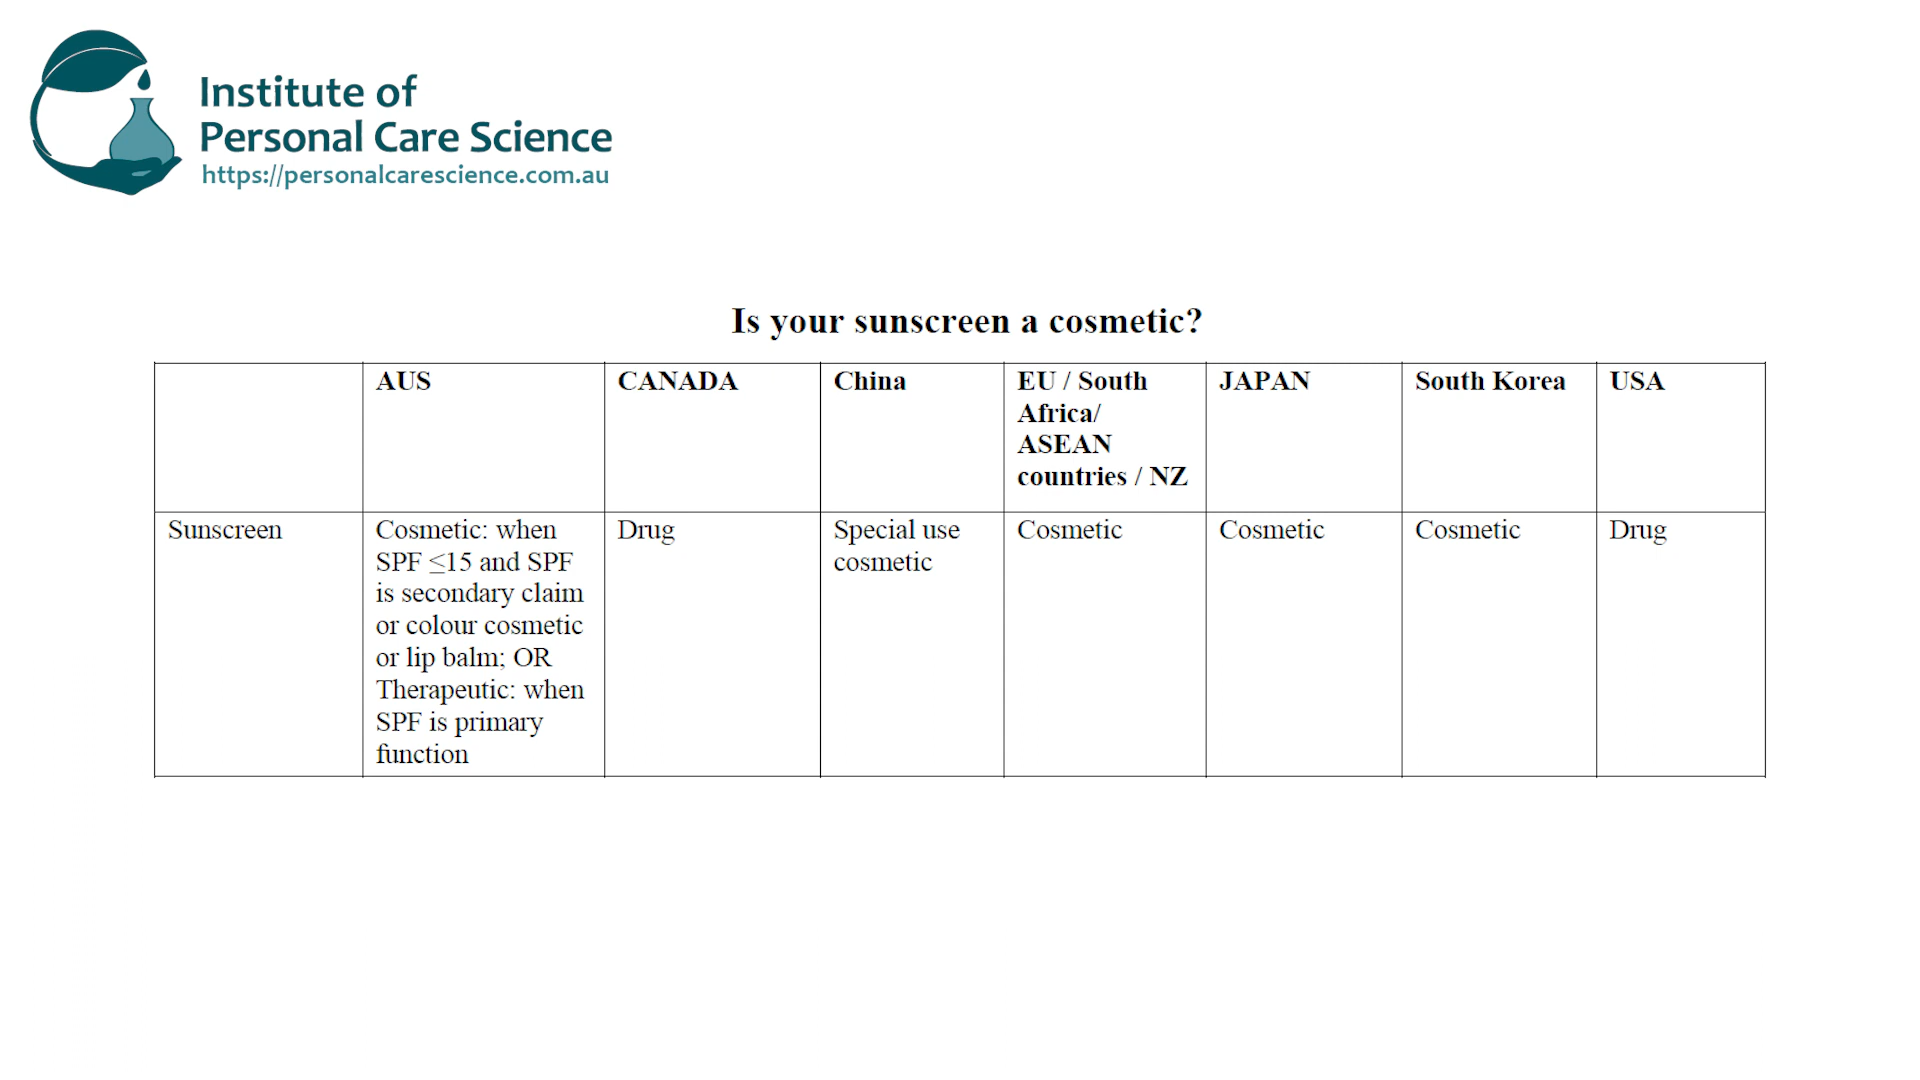 Institute of
Personal Care Science
https://personalcarescience.com.au
Is your sunscreen a cosmetic?
AUS
CANADA
China
EU / South
Africa/
ASEAN
countries / NZ
JAPAN
South Korea
USA
Sunscreen
Cosmetic: when
SPF ≤15 and SPF
is secondary claim
or colour cosmetic
or lip balm; OR
Therapeutic: when
SPF is primary
function
Drug
Special use
cosmetic
Cosmetic
Cosmetic
Cosmetic
Drug